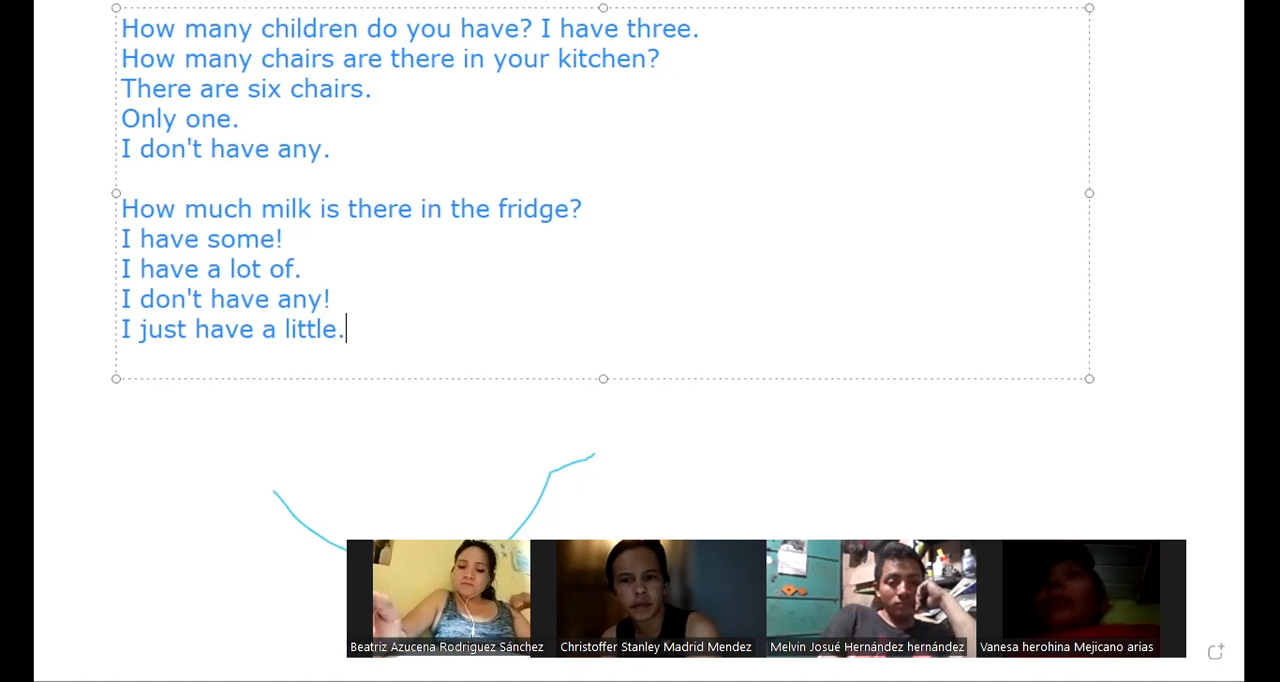 How many children do you have? I have three.
How many chairs are there in your kitchen?
There are six chairs.
Only one.
I don't have any.
How much milk is there in the fridge?
I have some!
I have a lot of.
I don't have any!
I just have a little.
Beatriz Azucena Rodriguez Sánchez
Christoffer Stanley Madrid Mendez
Melvin Josué Hernández hernández
Vanesa herohina Mejicano arias